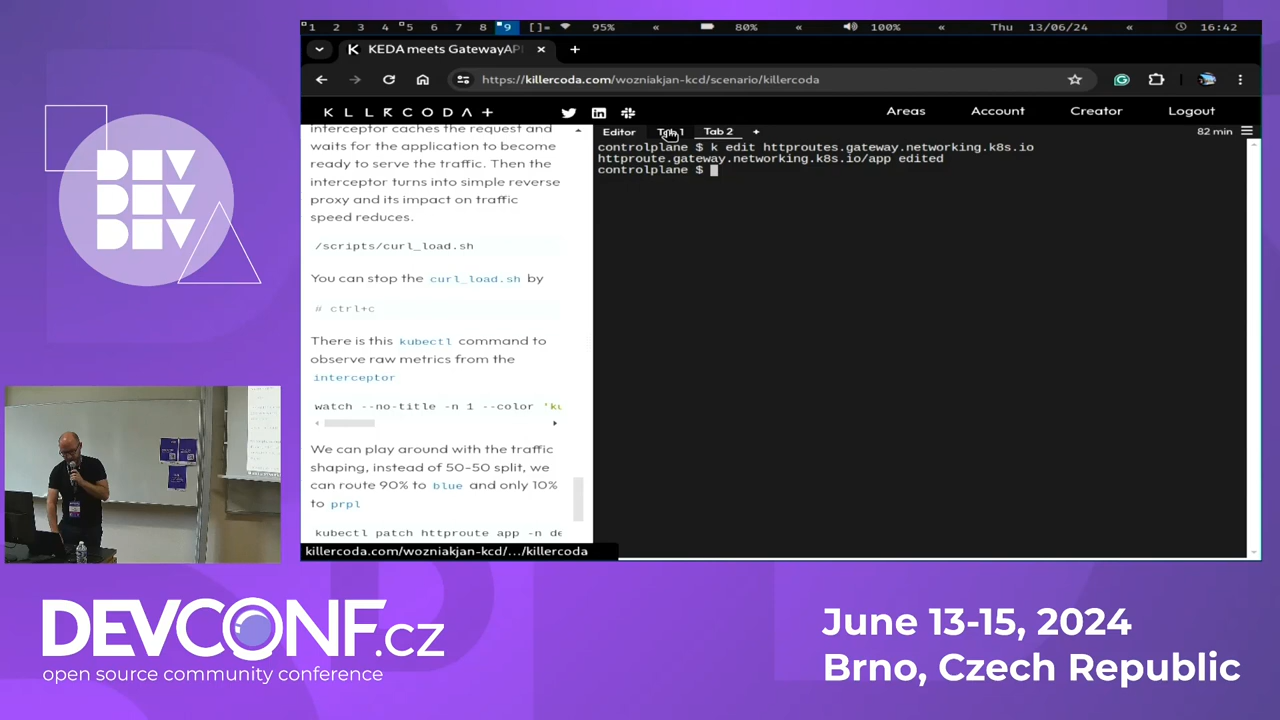 1 2 3 4 5 6 7 8 9 []= 95% « 80% « 100% « Thu 13/06/24 « 16:42
KEDA meets GatewayAPI
https://killercoda.com/wozniakjan-kcd/scenario/killercoda
KILLERCODA
Areas Account Creator Logout
interceptor caches the request and
waits for the application to become
ready to serve the traffic. Then the
interceptor turns into simple reverse
proxy and its impact on traffic
speed reduces.
/scripts/curl_load.sh
You can stop the curl_load.sh by
# ctrl+c
There is this kubectl command to
observe raw metrics from the
interceptor
watch --no-title -n 1 --color 'ku
We can play around with the traffic
shaping, instead of 50-50 split, we
can route 90% to blue and only 10%
to prpl
kubectl patch httproute app -n de
killercoda.com/wozniakjan-kcd/.../killercoda
Editor Tab 1 Tab 2 + 82 min
controlplane $ k edit httproutes.gateway.networking.k8s.io
httproute.gateway.networking.k8s.io/app edited
controlplane $
DEV
DEV
DEV
DEVCONF.cz
open source community conference
June 13-15, 2024
Brno, Czech Republic